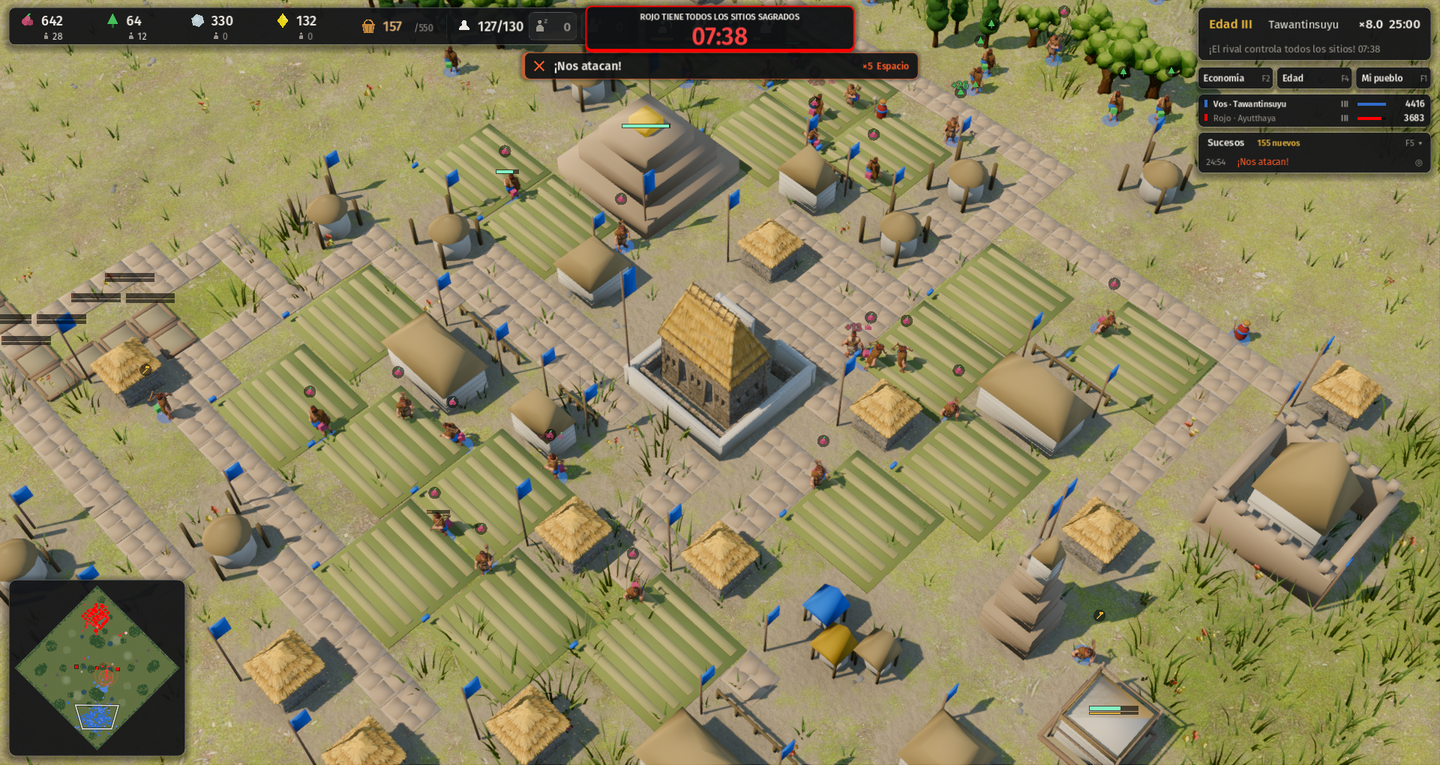 642
64
330
132
157 /550
127/130
0
28
12
0
0
ROJO TIENE TODOS LOS SITIOS SAGRADOS
07:38
¡Nos atacan!
×5 Espacio
Edad III Tawantinsuyu ×8.0 25:00
¡El rival controla todos los sitios! 07:38
Economía F2
Edad F4
Mi pueblo F1
Vos · Tawantinsuyu III 4416
Rojo · Ayutthaya III 3683
Sucesos 155 nuevos F5
24:54 ¡Nos atacan!